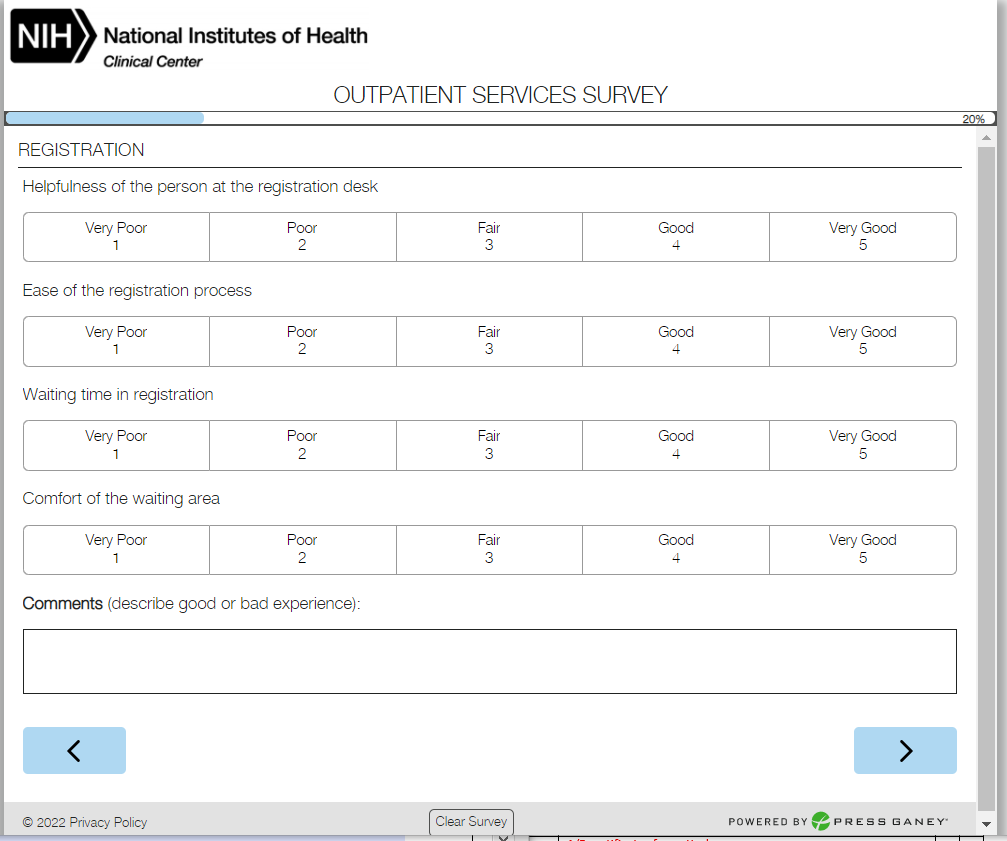 NIH
National Institutes of Health
Clinical Center
OUTPATIENT SERVICES SURVEY
20%
REGISTRATION
Helpfulness of the person at the registration desk
Very Poor Poor Fair Good Very Good
1 2 3 4 5
Ease of the registration process
Very Poor Poor Fair Good Very Good
1 2 3 4 5
Waiting time in registration
Very Poor Poor Fair Good Very Good
1 2 3 4 5
Comfort of the waiting area
Very Poor Poor Fair Good Very Good
1 2 3 4 5
Comments (describe good or bad experience):
© 2022 Privacy Policy Clear Survey POWERED BY PRESS GANEY